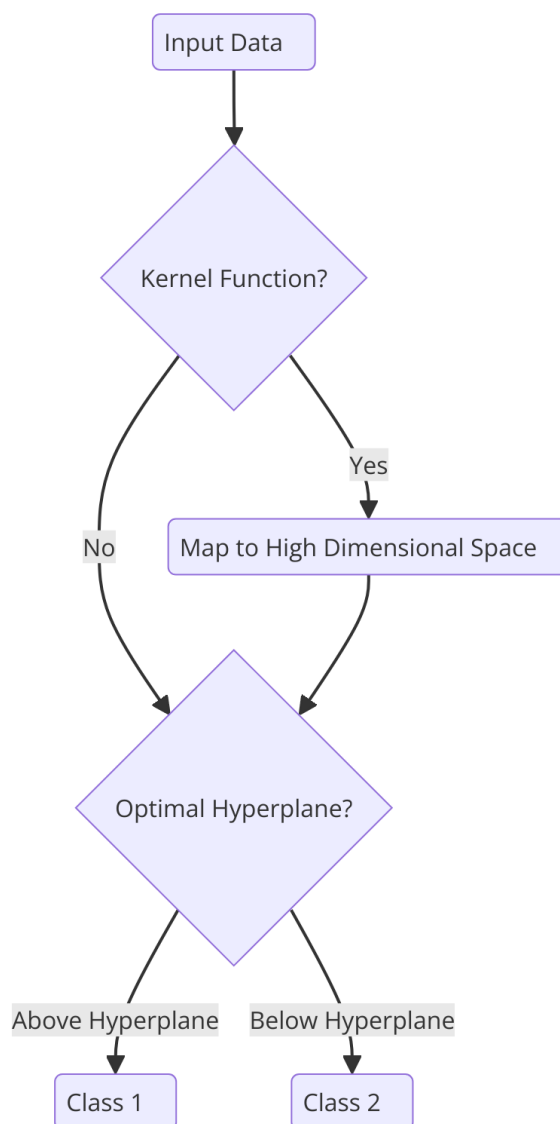 Input Data
Kernel Function?
Yes
No
Map to High Dimensional Space
Optimal Hyperplane?
Above Hyperplane
Below Hyperplane
Class 1
Class 2